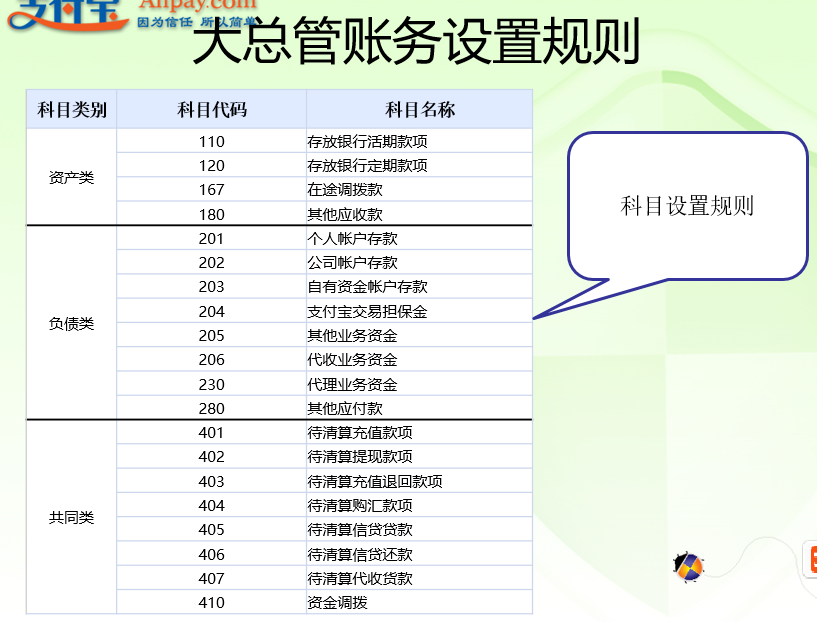 支付宝
Alipay.com
因为信任 所以简单
大总管账务设置规则
科目类别 科目代码 科目名称
资产类
110 存放银行活期款项
120 存放银行定期款项
167 在途调拨款
180 其他应收款
负债类
201 个人帐户存款
202 公司帐户存款
203 自有资金帐户存款
204 支付宝交易担保金
205 其他业务资金
206 代收业务资金
230 代理业务资金
280 其他应付款
共同类
401 待清算充值款项
402 待清算提现款项
403 待清算充值退回款项
404 待清算购汇款项
405 待清算信贷贷款
406 待清算信贷还款
407 待清算代收货款
410 资金调拨
科目设置规则